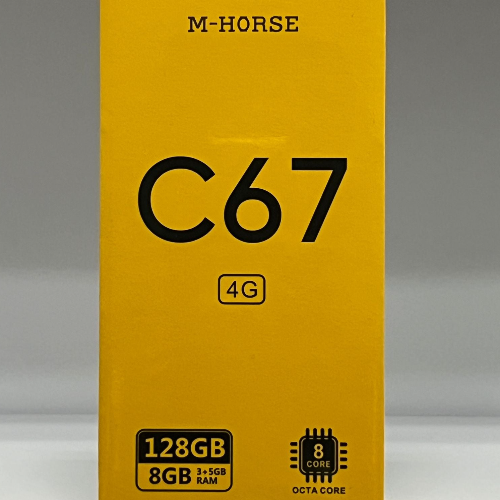 M-HORSE
C67
4G
128GB
8GB 3+5GB RAM
8 CORE
OCTA CORE